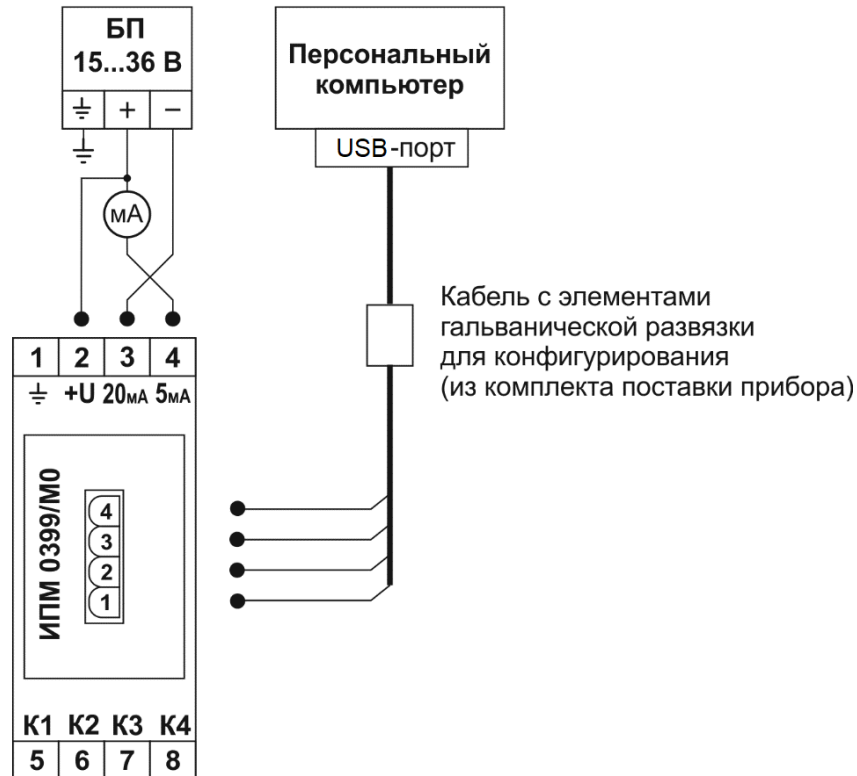 БП
15...36 В
+
−
мА
Персональный
компьютер
USB-порт
Кабель с элементами
гальванической развязки
для конфигурирования
(из комплекта поставки прибора)
1 2 3 4
+U 20мА 5мА
ИПМ 0399/М0
4
3
2
1
К1 К2 К3 К4
5 6 7 8